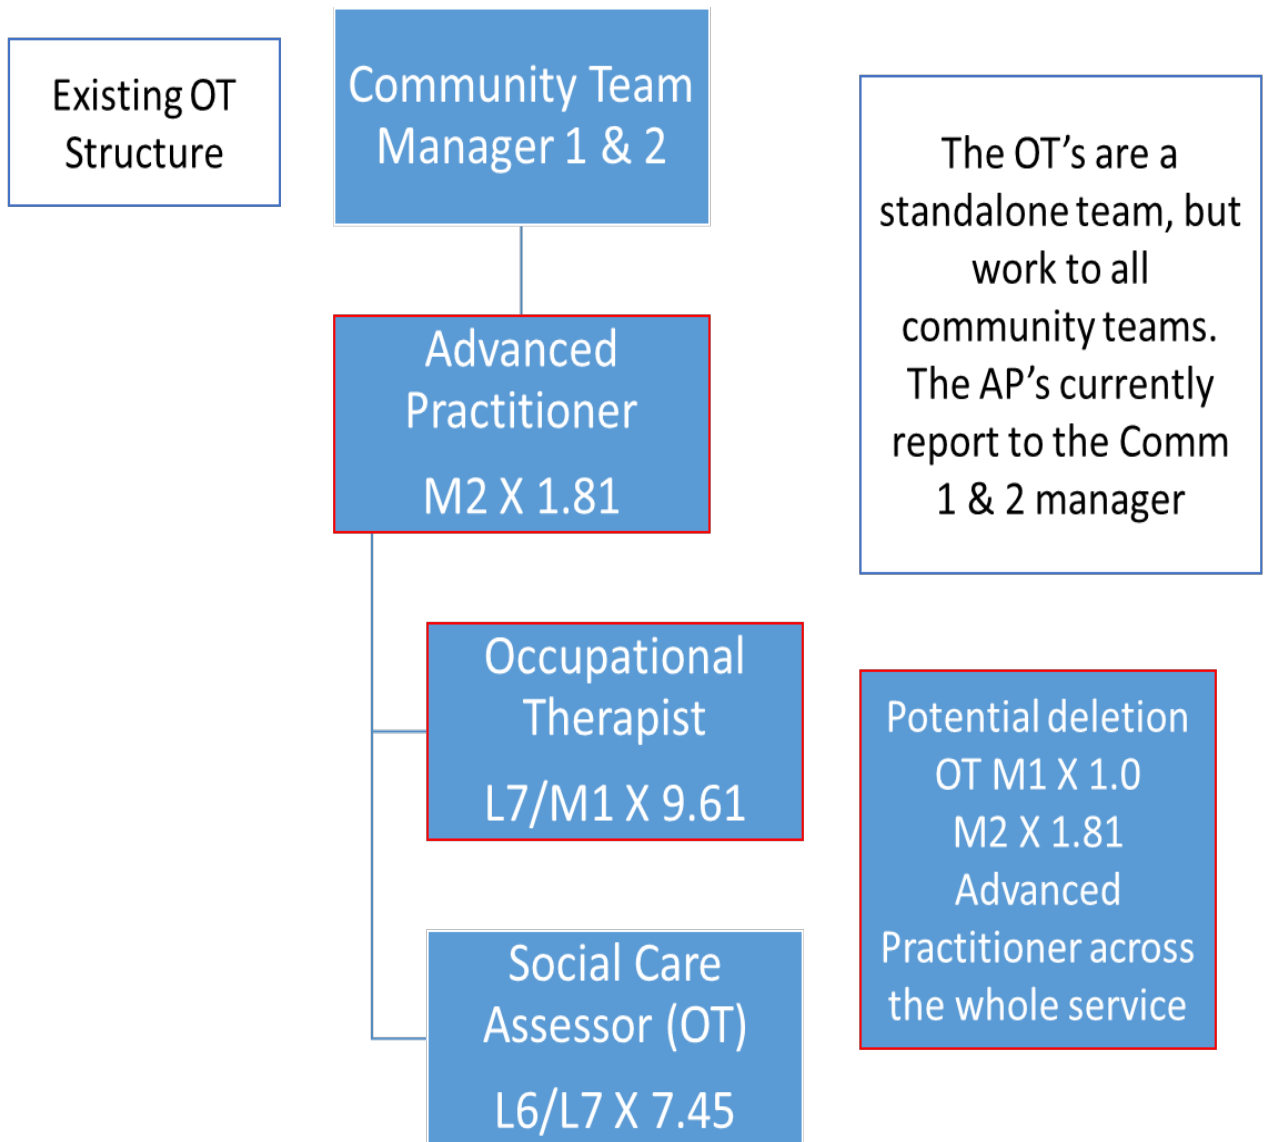 Existing OT
Structure
Community Team
Manager 1 & 2
The OT’s are a
standalone team, but
work to all
community teams.
The AP’s currently
report to the Comm
1 & 2 manager
Advanced
Practitioner
M2 X 1.81
Occupational
Therapist
L7/M1 X 9.61
Potential deletion
OT M1 X 1.0
M2 X 1.81
Advanced
Practitioner across
the whole service
Social Care
Assessor (OT)
L6/L7 X 7.45